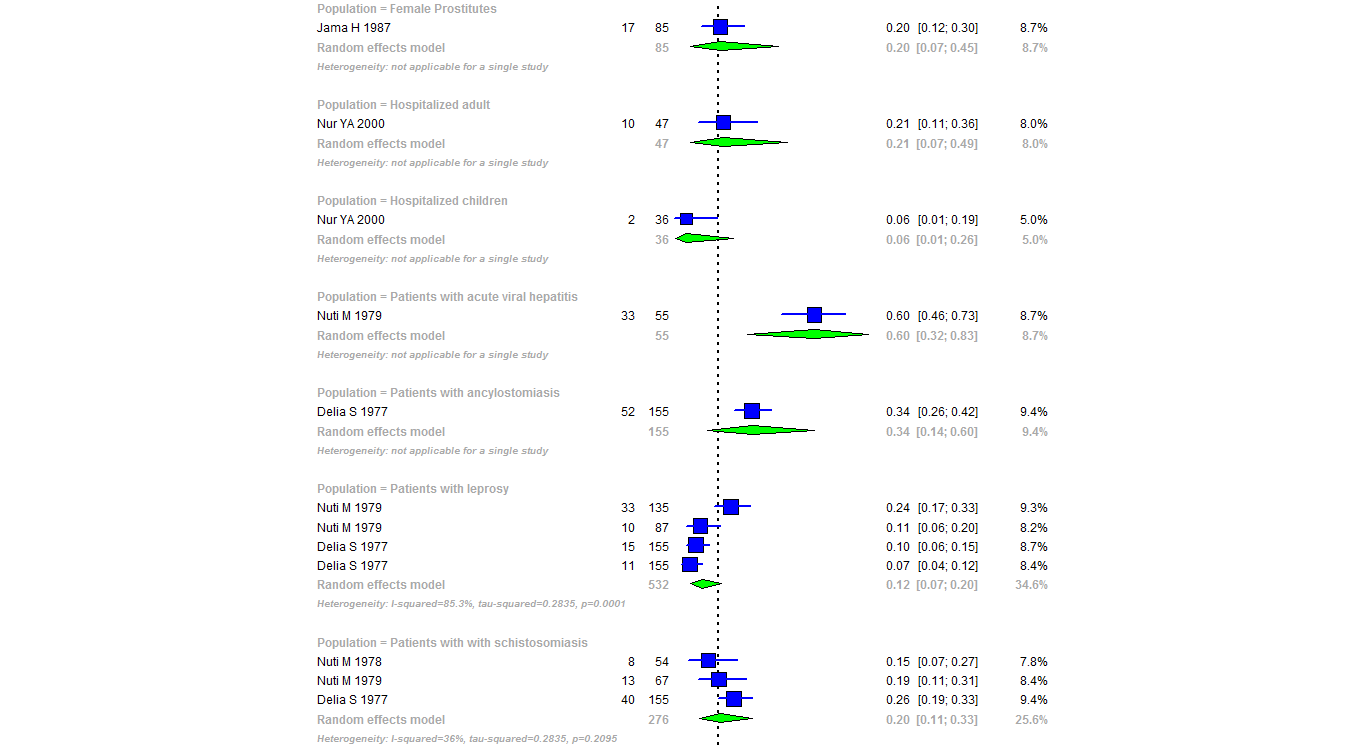 Population = Female Prostitutes
Jama H 1987 17 85 0.20 [0.12; 0.30] 8.7%
Random effects model 85 0.20 [0.07; 0.45] 8.7%
Heterogeneity: not applicable for a single study
Population = Hospitalized adult
Nur YA 2000 10 47 0.21 [0.11; 0.36] 8.0%
Random effects model 47 0.21 [0.07; 0.49] 8.0%
Heterogeneity: not applicable for a single study
Population = Hospitalized children
Nur YA 2000 2 36 0.06 [0.01; 0.19] 5.0%
Random effects model 36 0.06 [0.01; 0.26] 5.0%
Heterogeneity: not applicable for a single study
Population = Patients with acute viral hepatitis
Nuti M 1979 33 55 0.60 [0.46; 0.73] 8.7%
Random effects model 55 0.60 [0.32; 0.83] 8.7%
Heterogeneity: not applicable for a single study
Population = Patients with ancylostomiasis
Delia S 1977 52 155 0.34 [0.26; 0.42] 9.4%
Random effects model 155 0.34 [0.14; 0.60] 9.4%
Heterogeneity: not applicable for a single study
Population = Patients with leprosy
Nuti M 1979 33 135 0.24 [0.17; 0.33] 9.3%
Nuti M 1979 10 87 0.11 [0.06; 0.20] 8.2%
Delia S 1977 15 155 0.10 [0.06; 0.15] 8.7%
Delia S 1977 11 155 0.07 [0.04; 0.12] 8.4%
Random effects model 532 0.12 [0.07; 0.20] 34.6%
Heterogeneity: I-squared=85.3%, tau-squared=0.2835, p=0.0001
Population = Patients with with schistosomiasis
Nuti M 1978 8 54 0.15 [0.07; 0.27] 7.8%
Nuti M 1979 13 67 0.19 [0.11; 0.31] 8.4%
Delia S 1977 40 155 0.26 [0.19; 0.33] 9.4%
Random effects model 276 0.20 [0.11; 0.33] 25.6%
Heterogeneity: I-squared=36%, tau-squared=0.2835, p=0.2095